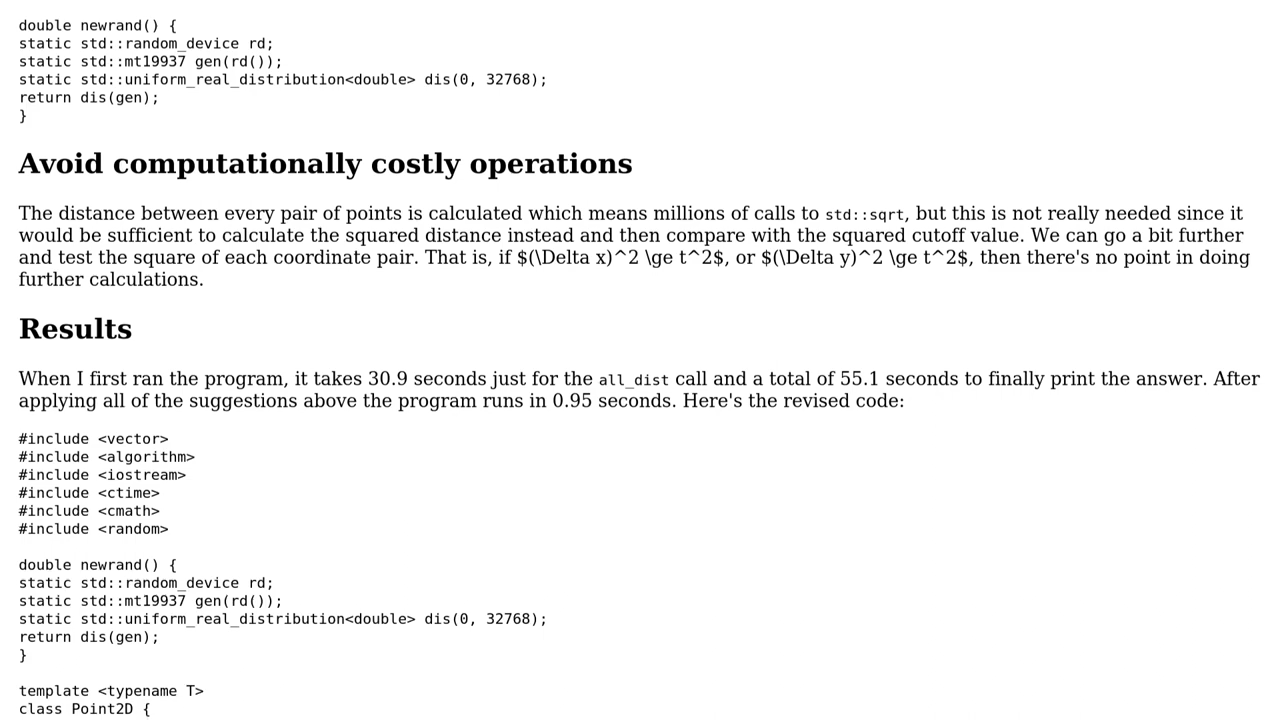 double newrand() {
static std::random_device rd;
static std::mt19937 gen(rd());
static std::uniform_real_distribution<double> dis(0, 32768);
return dis(gen);
}
Avoid computationally costly operations
The distance between every pair of points is calculated which means millions of calls to std::sqrt, but this is not really needed since it
would be sufficient to calculate the squared distance instead and then compare with the squared cutoff value. We can go a bit further
and test the square of each coordinate pair. That is, if $(\Delta x)^2 \ge t^2$, or $(\Delta y)^2 \ge t^2$, then there's no point in doing
further calculations.
Results
When I first ran the program, it takes 30.9 seconds just for the all_dist call and a total of 55.1 seconds to finally print the answer. After
applying all of the suggestions above the program runs in 0.95 seconds. Here's the revised code:
#include <vector>
#include <algorithm>
#include <iostream>
#include <ctime>
#include <cmath>
#include <random>
double newrand() {
static std::random_device rd;
static std::mt19937 gen(rd());
static std::uniform_real_distribution<double> dis(0, 32768);
return dis(gen);
}
template <typename T>
class Point2D {